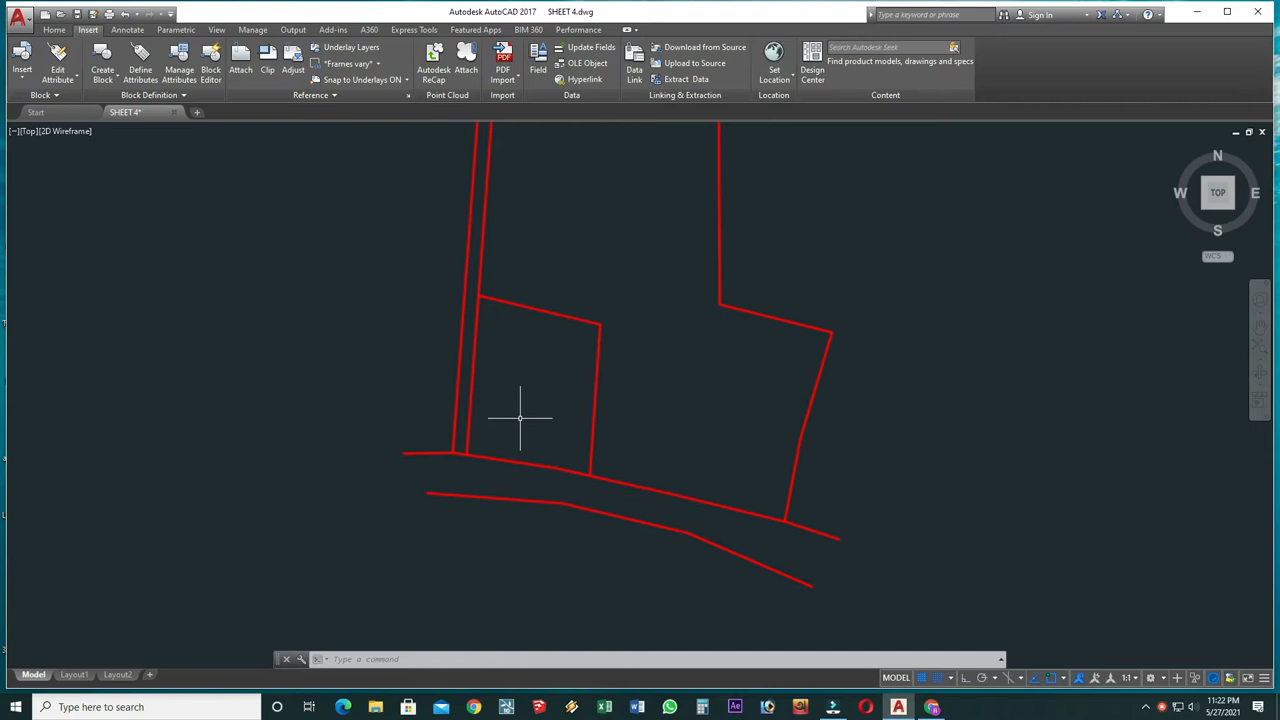 Autodesk AutoCAD 2017 SHEET 4.dwg
Type a keyword or phrase
Sign In
Home Insert Annotate Parametric View Manage Output Add-ins A360 Express Tools Featured Apps BIM 360 Performance
Insert
Edit
Attribute
Create
Block
Define
Attributes
Manage
Attributes
Block
Editor
Attach
Clip
Adjust
Underlay Layers
*Frames vary*
Snap to Underlays ON
Autodesk
ReCap
Attach
PDF
Import
Field
Update Fields
OLE Object
Hyperlink
Data
Link
Download from Source
Upload to Source
Extract Data
Set
Location
Design
Center
Search Autodesk Seek
Find product models, drawings and specs
Block Block Definition Reference Point Cloud Import Data Linking & Extraction Location Content
Start SHEET4*
[−][Top][2D Wireframe]
N
W TOP E
S
WCS
Type a command
Model Layout1 Layout2
MODEL 1:1
Type here to search
11:22 PM
5/27/2021